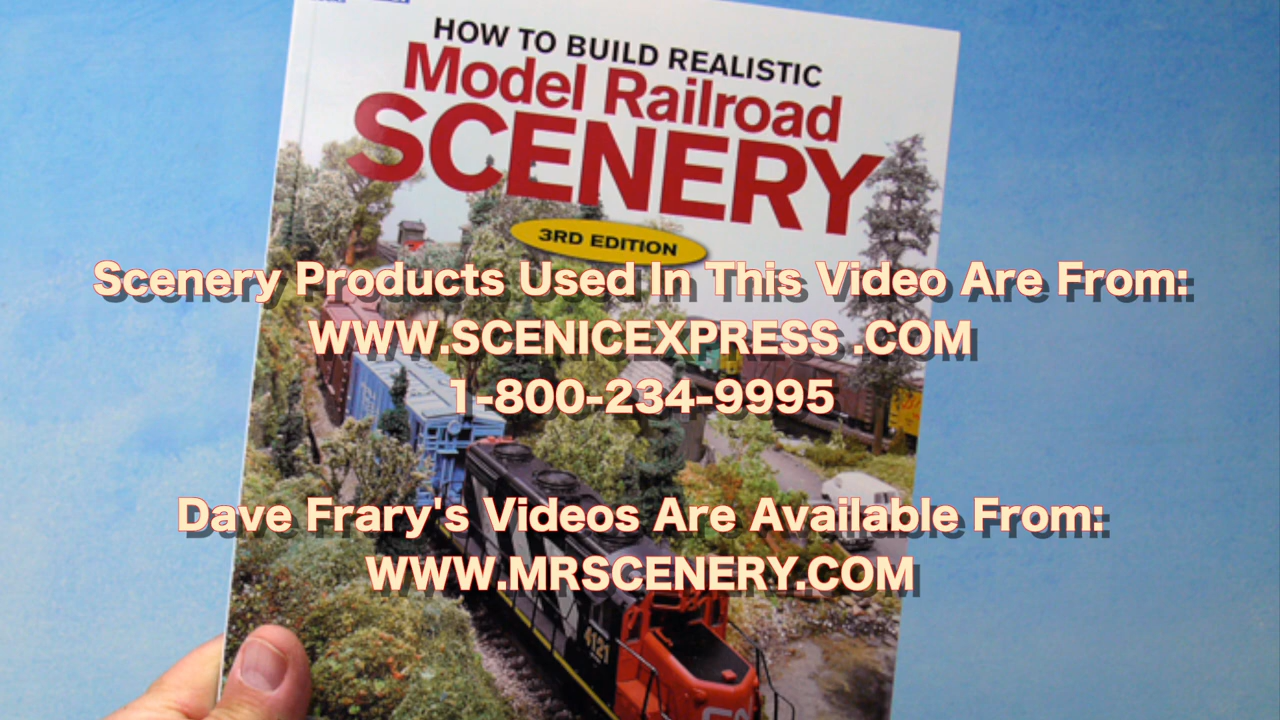 HOW TO BUILD REALISTIC
Model Railroad
SCENERY
3RD EDITION
Scenery Products Used In This Video Are From:
WWW.SCENICEXPRESS .COM
1-800-234-9995
Dave Frary's Videos Are Available From:
WWW.MRSCENERY.COM
4121